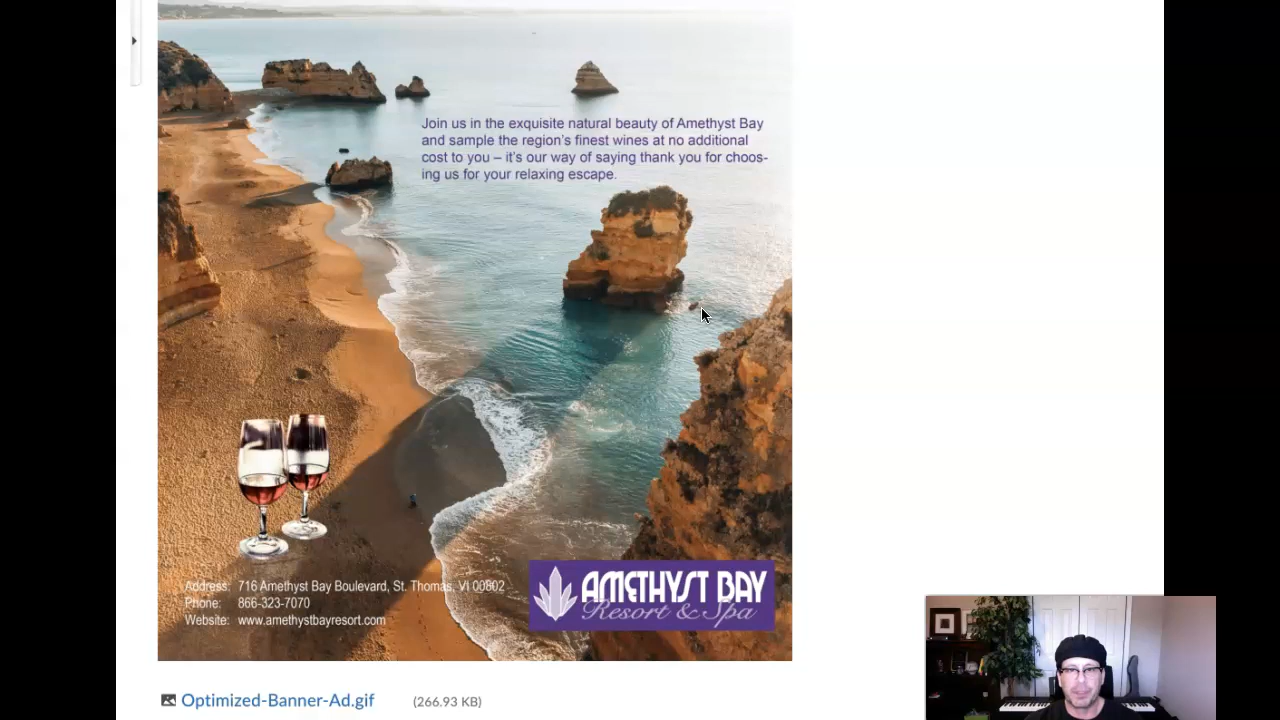 Join us in the exquisite natural beauty of Amethyst Bay
and sample the region's finest wines at no additional
cost to you – it's our way of saying thank you for choos-
ing us for your relaxing escape.
Address: 716 Amethyst Bay Boulevard, St. Thomas, VI 00802
Phone: 866-323-7070
Website: www.amethystbayresort.com
AMETHYST BAY
Resort & Spa
Optimized-Banner-Ad.gif (266.93 KB)